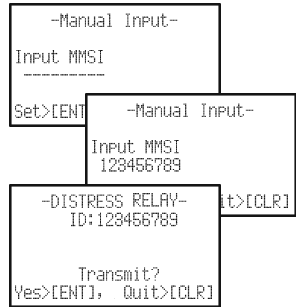 -Manual Input-
Input MMSI
---------
Set>[ENT
-Manual Input-
Input MMSI
123456789
it>[CLR]
-DISTRESS RELAY-
ID:123456789
Transmit?
Yes>[ENT], Quit>[CLR]